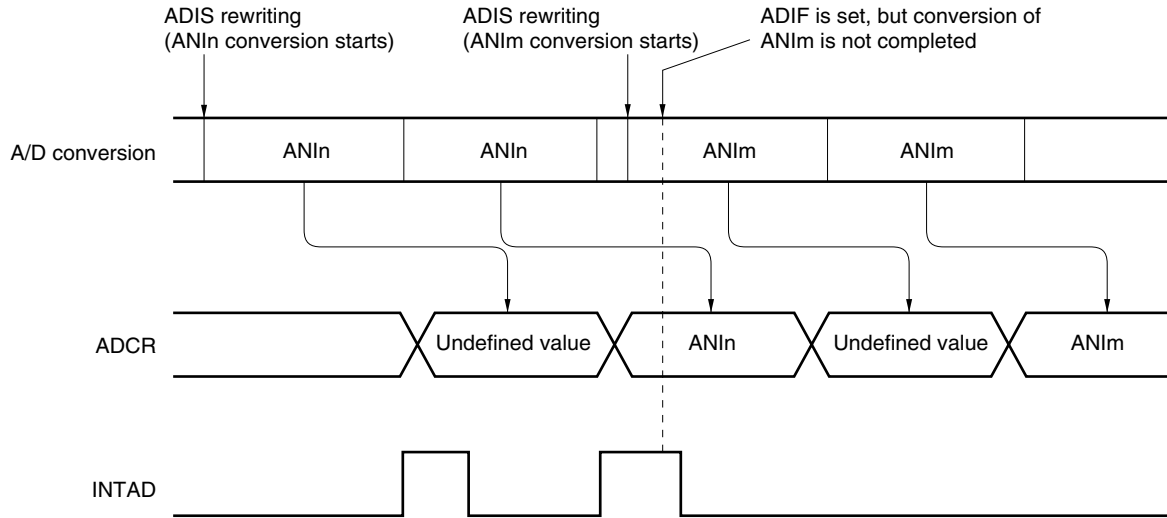 ADIS rewriting
(ANIn conversion starts)
ADIS rewriting
(ANIm conversion starts)
ADIF is set, but conversion of
ANIm is not completed
A/D conversion
ANIn
ANIn
ANIm
ANIm
ADCR
Undefined value
ANIn
Undefined value
ANIm
INTAD